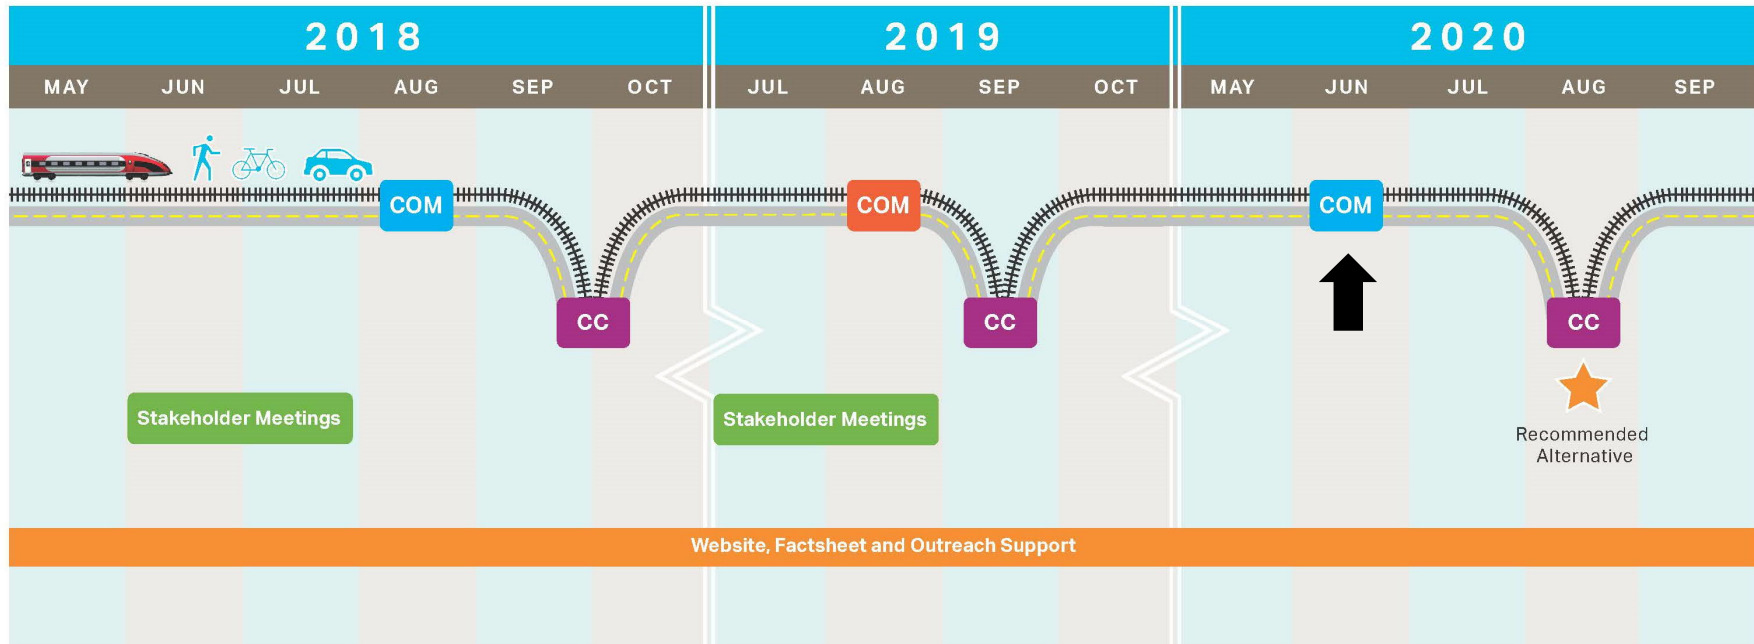 2018 2019 2020
MAY JUN JUL AUG SEP OCT JUL AUG SEP OCT MAY JUN JUL AUG SEP
COM COM COM
CC CC CC
Stakeholder Meetings Stakeholder Meetings
Recommended
Alternative
Website, Factsheet and Outreach Support